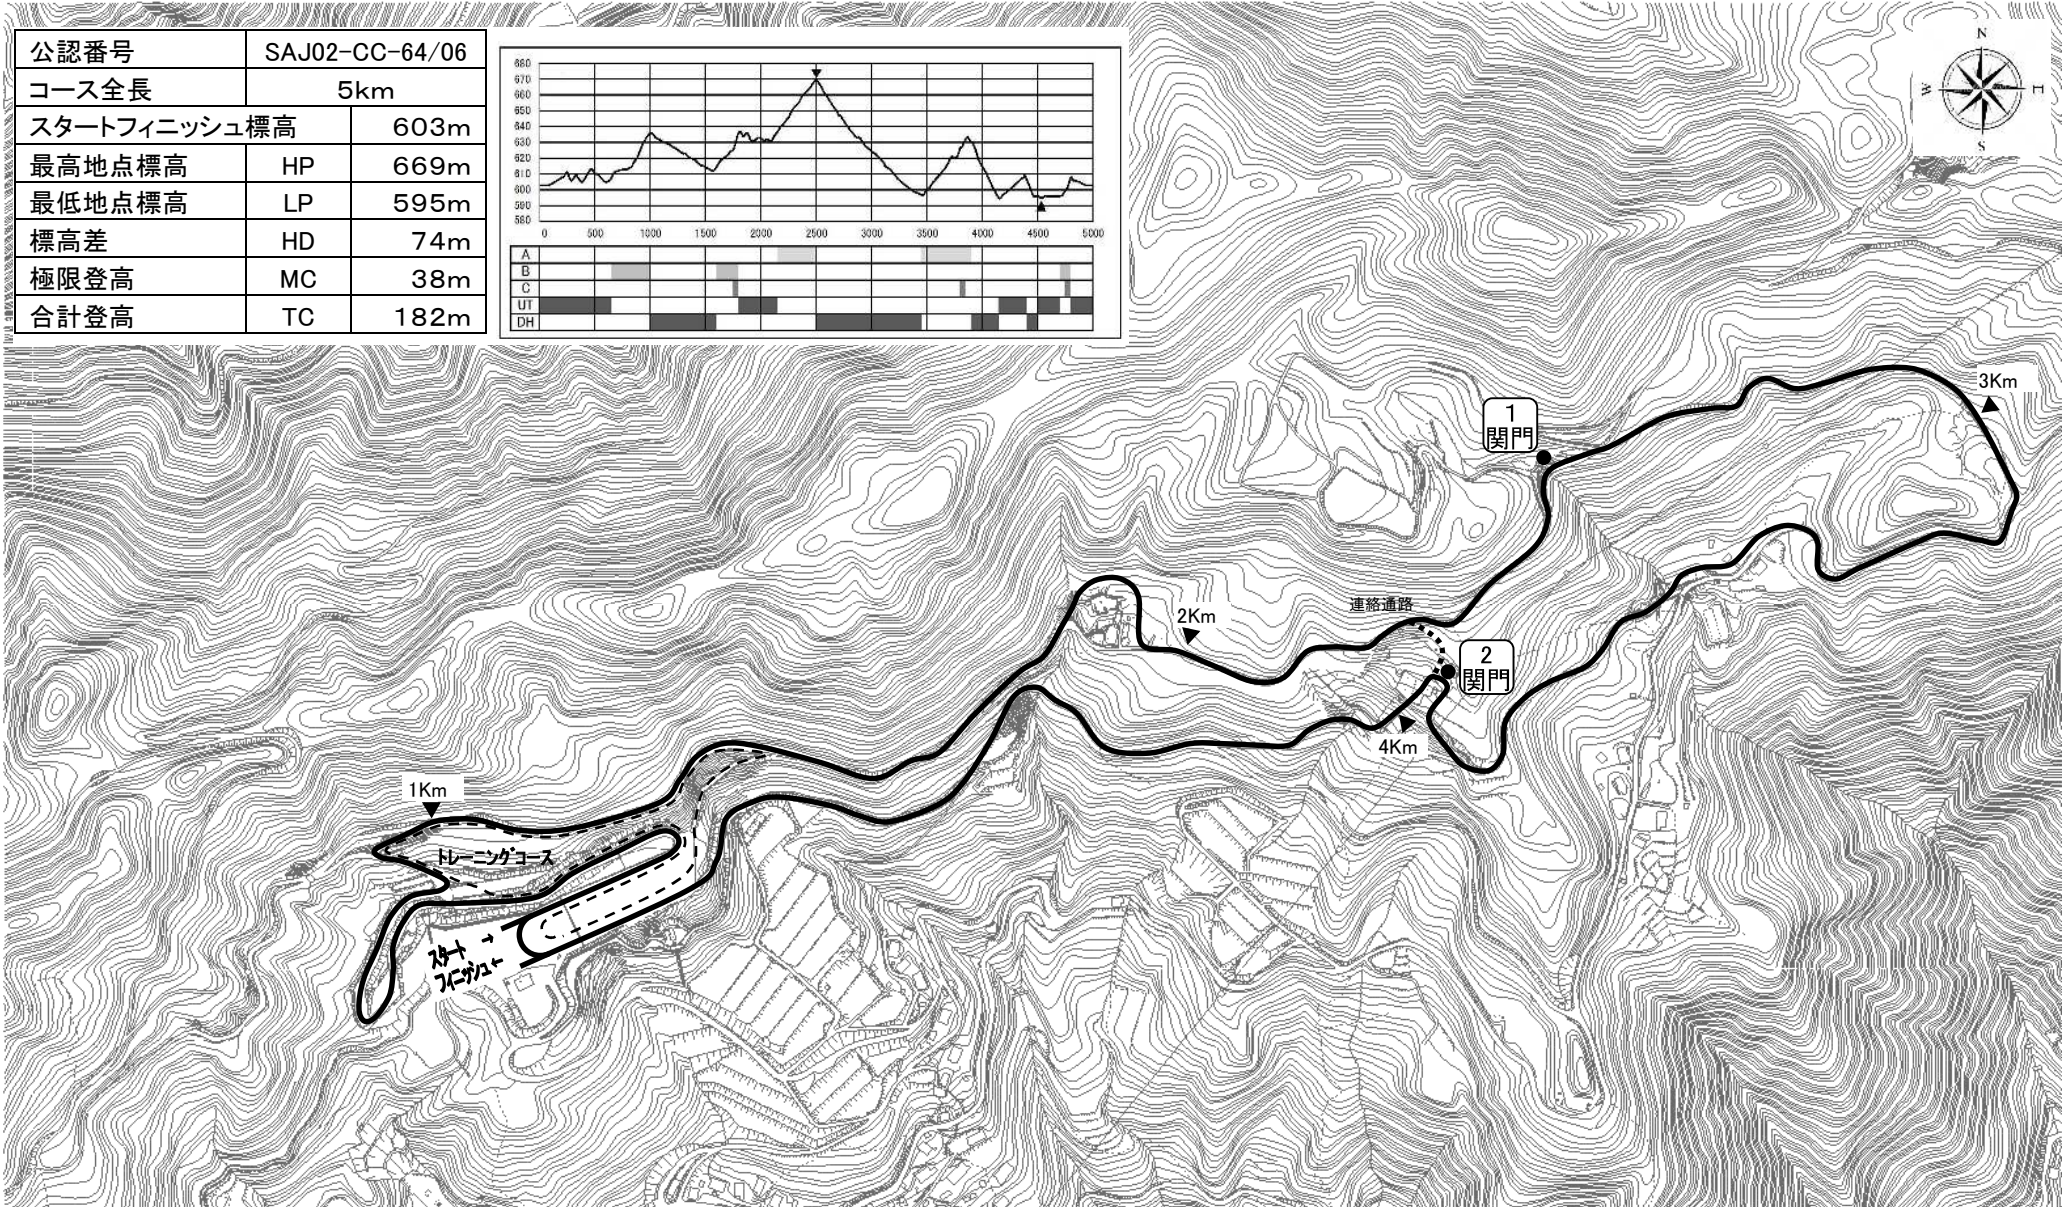 公認番号 SAJ02-CC-64/06
コース全長 5km
スタートフィニッシュ標高 603m
最高地点標高 HP 669m
最低地点標高 LP 595m
標高差 HD 74m
極限登高 MC 38m
合計登高 TC 182m
680
670
660
650
640
630
620
610
600
590
580
0 500 1000 1500 2000 2500 3000 3500 4000 4500 5000
A
B
C
UT
DH
N
W E
S
3Km
1
関門
連絡通路
2Km
2
関門
4Km
1Km
トレーニングコース
スタート →
フィニッシュ←